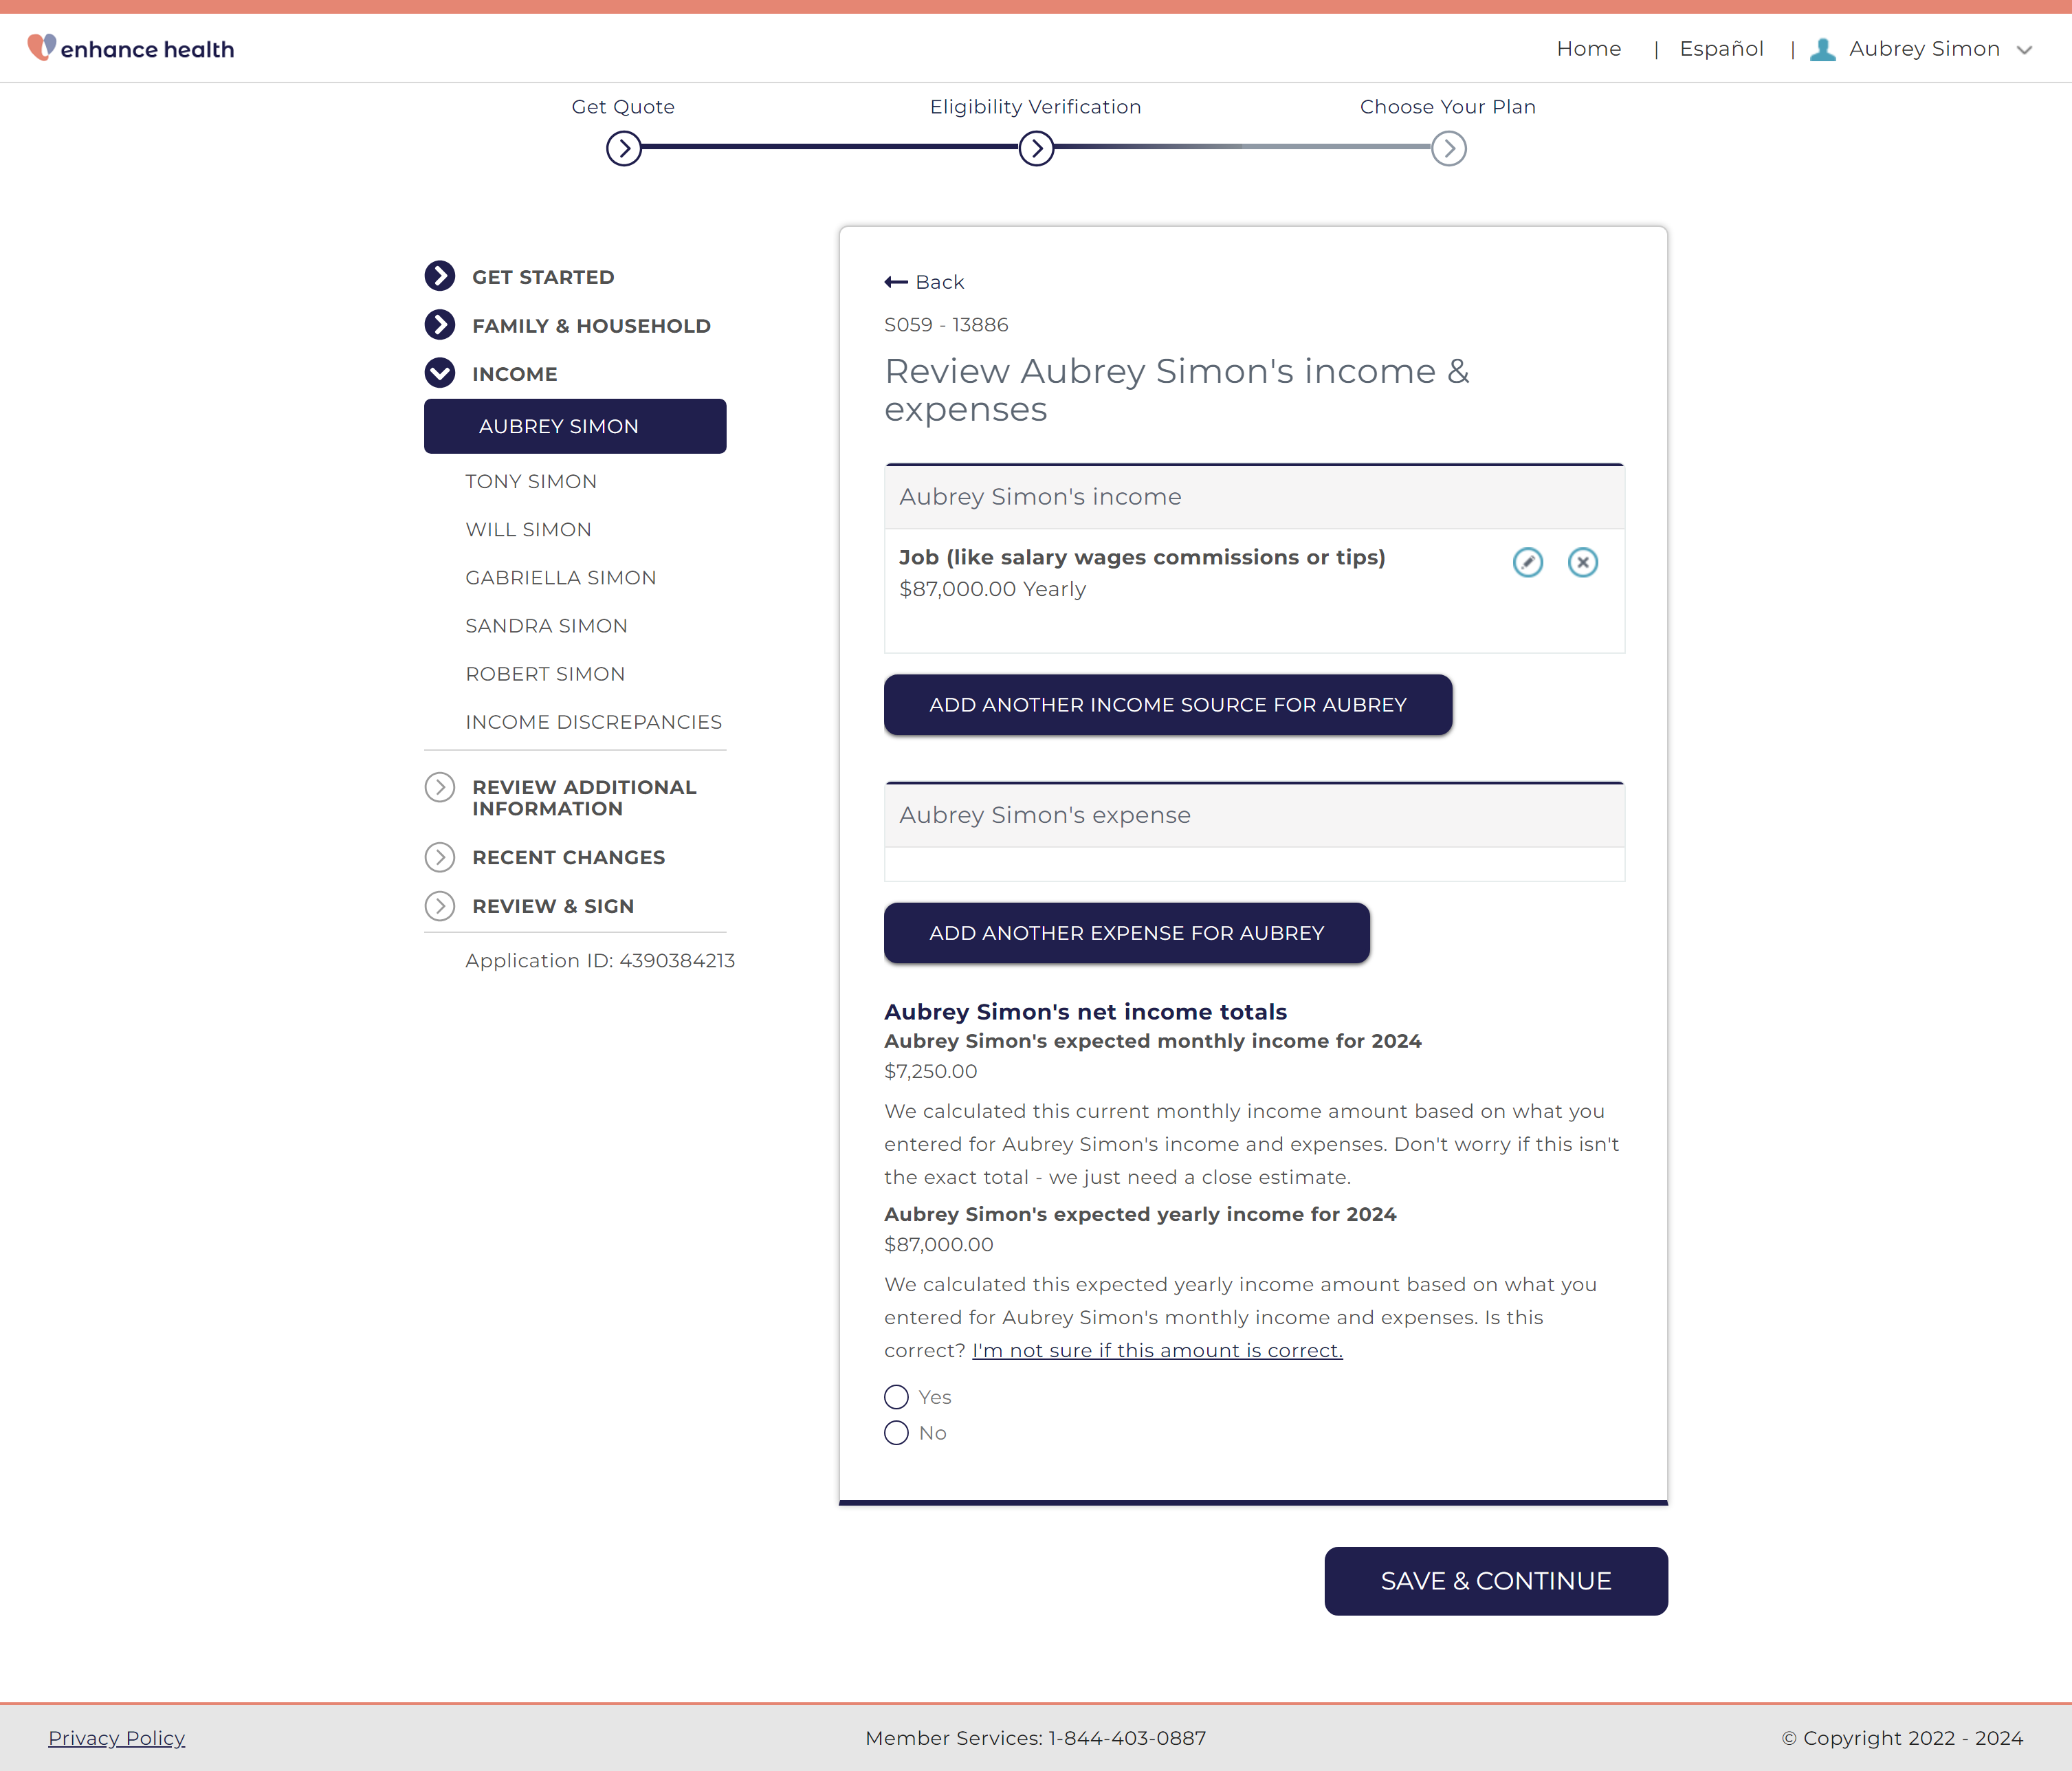 enhance health
Home | Español | Aubrey Simon
Get Quote
Eligibility Verification
Choose Your Plan
GET STARTED
FAMILY & HOUSEHOLD
INCOME
AUBREY SIMON
TONY SIMON
WILL SIMON
GABRIELLA SIMON
SANDRA SIMON
ROBERT SIMON
INCOME DISCREPANCIES
REVIEW ADDITIONAL
INFORMATION
RECENT CHANGES
REVIEW & SIGN
Application ID: 4390384213
Back
S059 - 13886
Review Aubrey Simon's income &
expenses
Aubrey Simon's income
Job (like salary wages commissions or tips)
$87,000.00 Yearly
ADD ANOTHER INCOME SOURCE FOR AUBREY
Aubrey Simon's expense
ADD ANOTHER EXPENSE FOR AUBREY
Aubrey Simon's net income totals
Aubrey Simon's expected monthly income for 2024
$7,250.00
We calculated this current monthly income amount based on what you
entered for Aubrey Simon's income and expenses. Don't worry if this isn't
the exact total - we just need a close estimate.
Aubrey Simon's expected yearly income for 2024
$87,000.00
We calculated this expected yearly income amount based on what you
entered for Aubrey Simon's monthly income and expenses. Is this
correct? I'm not sure if this amount is correct.
Yes
No
SAVE & CONTINUE
Privacy Policy
Member Services: 1-844-403-0887
© Copyright 2022 - 2024